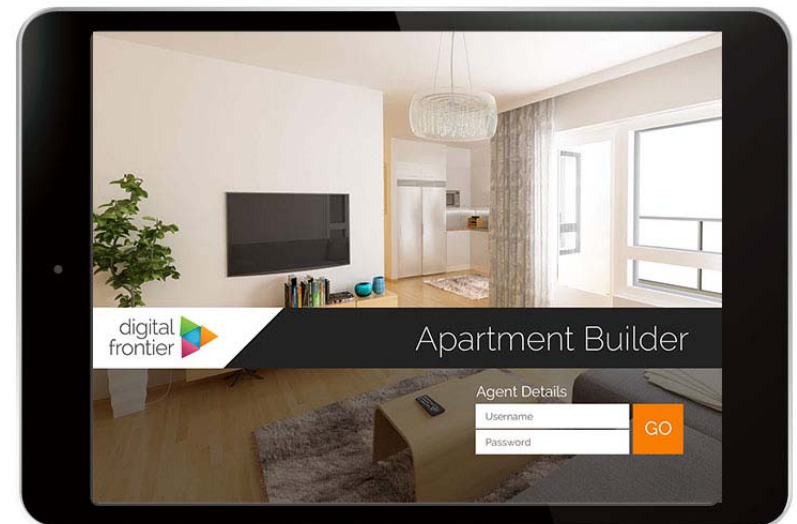 digital
frontier
Apartment Builder
Agent Details
Username
Password
GO